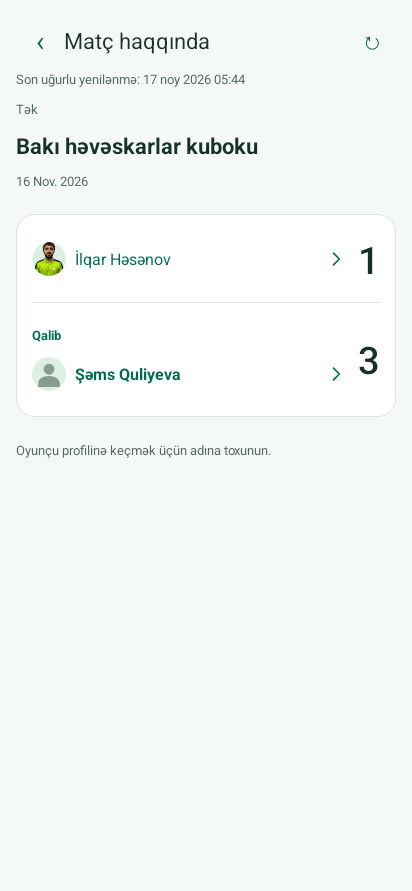 Matç haqqında
Son uğurlu yenilənmə: 17 noy 2026 05:44
Tək
Bakı həvəskarlar kuboku
16 Nov. 2026
İlqar Həsənov
1
Qalib
Şəms Quliyeva
3
Oyunçu profilinə keçmək üçün adına toxunun.